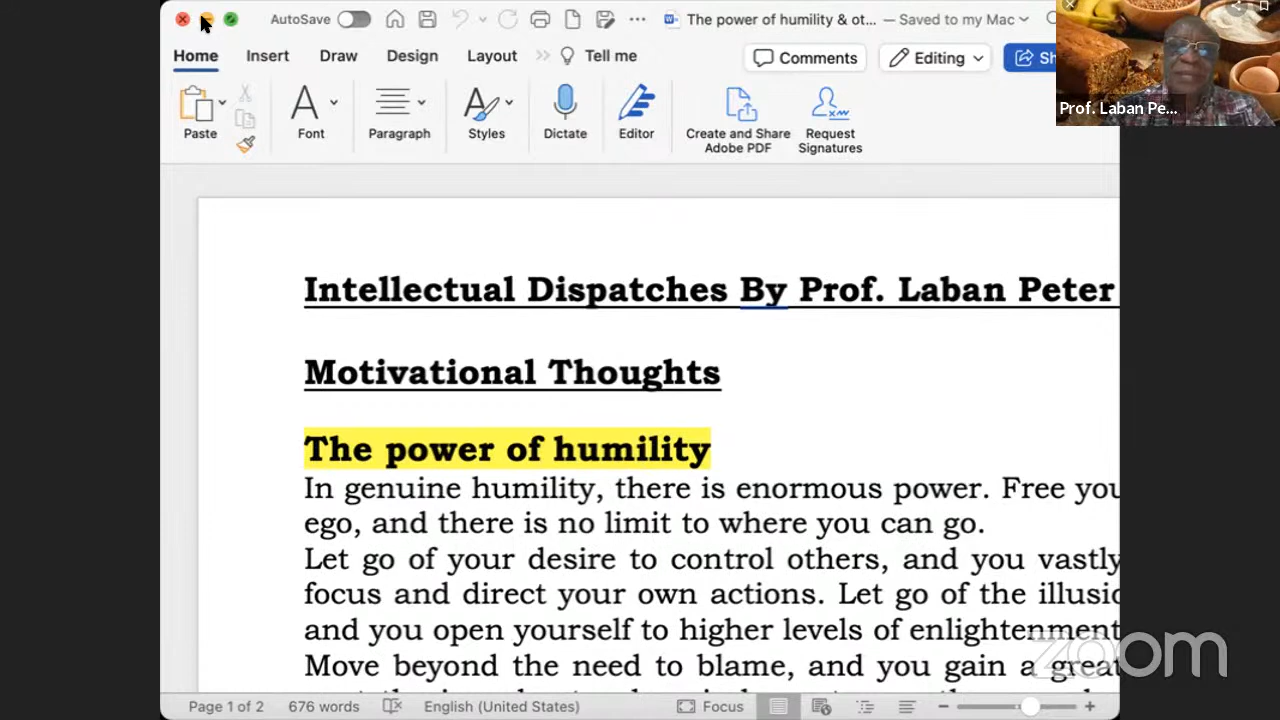 AutoSave
The power of humility & ot... — Saved to my Mac
Home Insert Draw Design Layout Tell me
Comments Editing
Paste Font Paragraph Styles Dictate Editor Create and Share Adobe PDF Request Signatures
Prof. Laban Pe...
Intellectual Dispatches By Prof. Laban Peter
Motivational Thoughts
The power of humility
In genuine humility, there is enormous power. Free you
ego, and there is no limit to where you can go.
Let go of your desire to control others, and you vastly
focus and direct your own actions. Let go of the illusio
and you open yourself to higher levels of enlightenment
Move beyond the need to blame, and you gain a great
zoom
Page 1 of 2 676 words English (United States) Focus